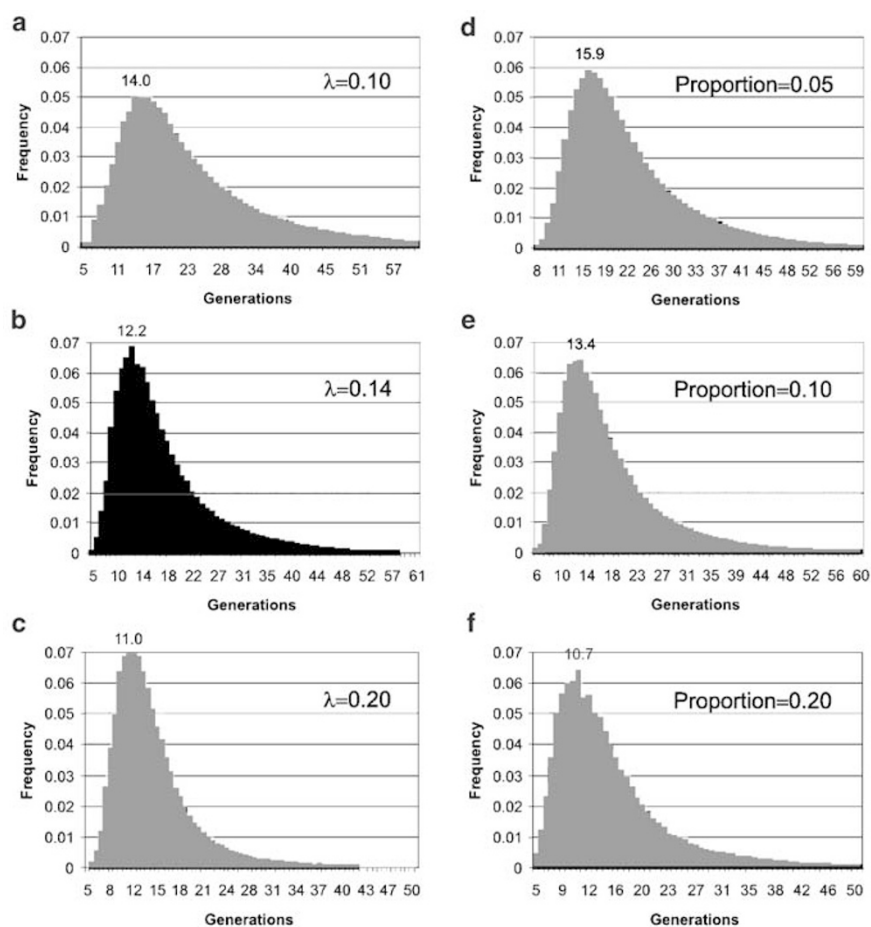 a
0.07
0.06
0.05
0.04
0.03
0.02
0.01
0
Frequency
14.0
λ=0.10
5 11 17 23 28 34 40 45 51 57
Generations
d
0.07
0.06
0.05
0.04
0.03
0.02
0.01
0
Frequency
15.9
Proportion=0.05
8 11 15 19 22 26 30 33 37 41 45 48 52 56 59
Generations
b
0.07
0.06
0.05
0.04
0.03
0.02
0.01
0
Frequency
12.2
λ=0.14
5 10 14 18 22 27 31 35 40 44 48 52 57 61
Generations
e
0.07
0.06
0.05
0.04
0.03
0.02
0.01
0
Frequency
13.4
Proportion=0.10
6 10 14 18 23 27 31 35 39 44 48 52 56 60
Generations
c
0.07
0.06
0.05
0.04
0.03
0.02
0.01
0
Frequency
11.0
λ=0.20
5 8 12 15 18 21 24 28 31 34 37 40 43 47 50
Generations
f
0.07
0.06
0.05
0.04
0.03
0.02
0.01
0
Frequency
10.7
Proportion=0.20
5 9 12 16 20 23 27 31 34 38 42 46 51
Generations